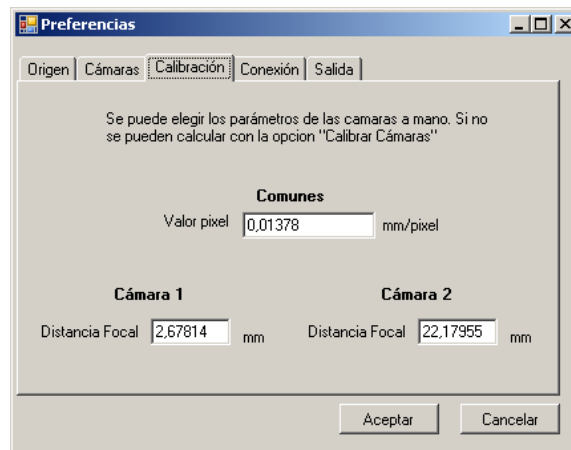 Preferencias
Origen Cámaras Calibración Conexión Salida
Se puede elegir los parámetros de las camaras a mano. Si no
se pueden calcular con la opcion "Calibrar Cámaras"
Comunes
Valor pixel 0,01378 mm/pixel
Cámara 1 Cámara 2
Distancia Focal 2,67814 mm Distancia Focal 22,17955 mm
Aceptar Cancelar